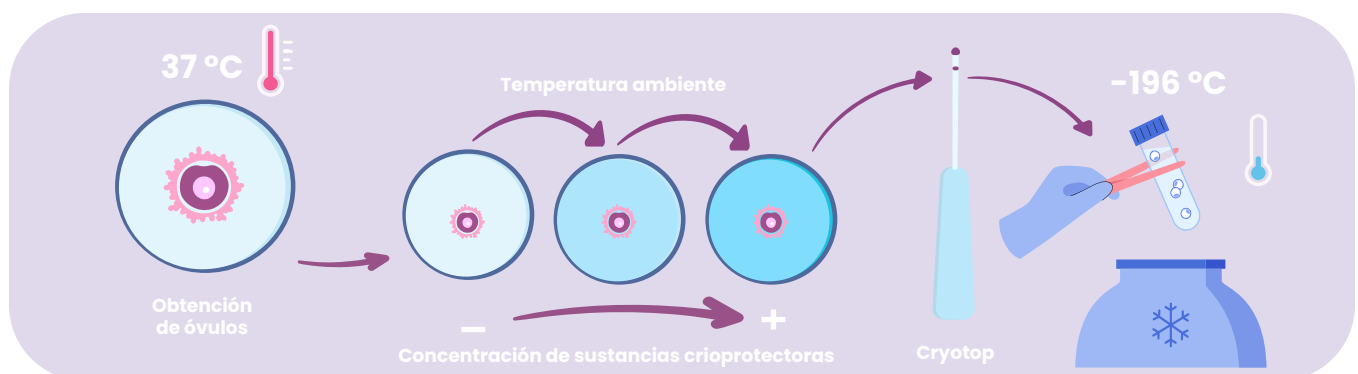 37 ºC
Temperatura ambiente
-196 ºC
Obtención
de óvulos
− +
Concentración de sustancias crioprotectoras
Cryotop